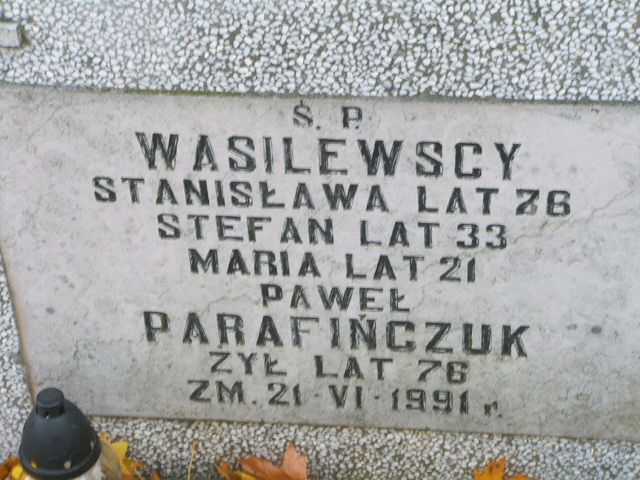 Ś. P.
WASILEWSCY
STANISŁAWA LAT 76
STEFAN LAT 33
MARIA LAT 21
PAWEŁ
PARAFIŃCZUK
ŻYŁ LAT 76
ZM. 21-VI-1991 r.